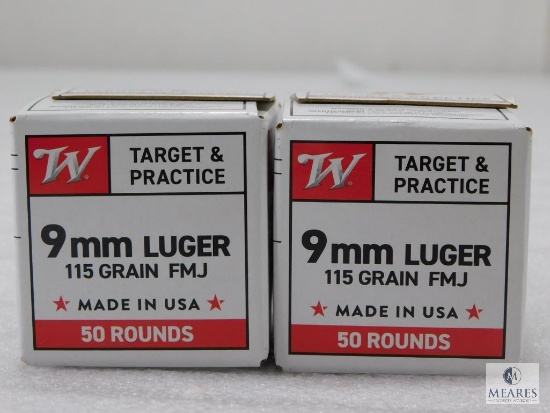 W
TARGET &
PRACTICE
9mm LUGER
115 GRAIN FMJ
★ MADE IN USA ★
50 ROUNDS
W
TARGET &
PRACTICE
9mm LUGER
115 GRAIN FMJ
★ MADE IN USA ★
50 ROUNDS
M
MEARES